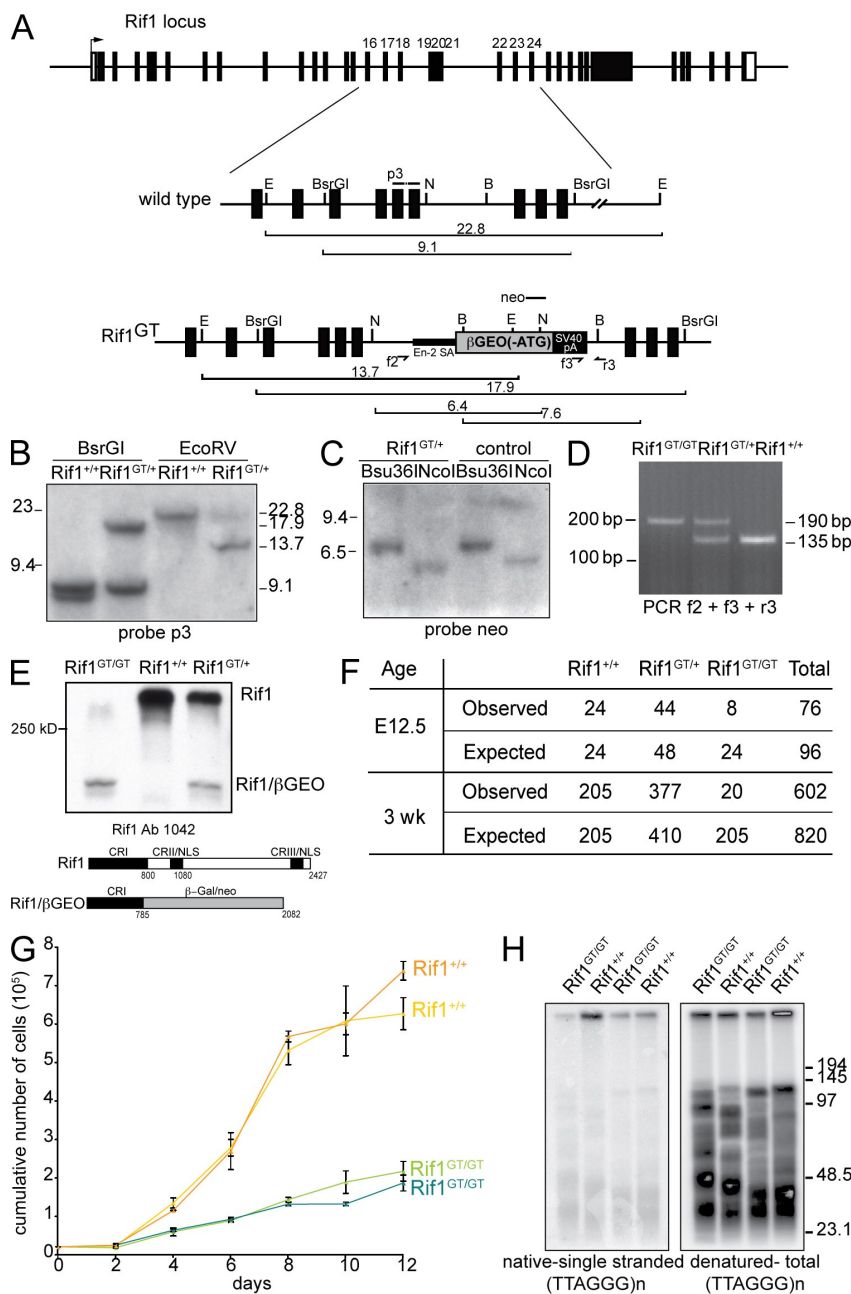 A
Rif1 locus
16 1718 192021 22 23 24
p3
E BsrGI N B BsrGI E
wild type
22.8
9.1
neo
Rif1GT
E BsrGI N B E N B BsrGI
En-2 SA βGEO(-ATG) SV40 pA
f2 f3 r3
13.7
17.9
6.4
7.6
B
BsrGI EcoRV
Rif1+/+ Rif1GT/+ Rif1+/+ Rif1GT/+
23
9.4
22.8
17.9
13.7
9.1
probe p3
C
Rif1GT/+ control
Bsu36I NcoI Bsu36I NcoI
9.4
6.5
probe neo
D
Rif1GT/GT Rif1GT/+ Rif1+/+
200 bp
100 bp
190 bp
135 bp
PCR f2 + f3 + r3
E
Rif1GT/GT Rif1+/+ Rif1GT/+
Rif1
250 kD
Rif1/βGEO
Rif1 Ab 1042
CRI CRII/NLS CRIII/NLS
Rif1
800 1080 2427
CRI β-Gal/neo
Rif1/βGEO
785 2082
F
Age Rif1+/+ Rif1GT/+ Rif1GT/GT Total
E12.5
Observed 24 44 8 76
Expected 24 48 24 96
3 wk
Observed 205 377 20 602
Expected 205 410 205 820
G
cumulative number of cells (10⁵)
8
7
6
5
4
3
2
1
0
0 2 4 6 8 10 12
days
Rif1+/+
Rif1+/+
Rif1GT/GT
Rif1GT/GT
H
Rif1GT/GT Rif1+/+ Rif1GT/GT Rif1+/+
Rif1GT/GT Rif1+/+ Rif1GT/GT Rif1+/+
194
145
97
48.5
23.1
native-single stranded
(TTAGGG)n
denatured- total
(TTAGGG)n